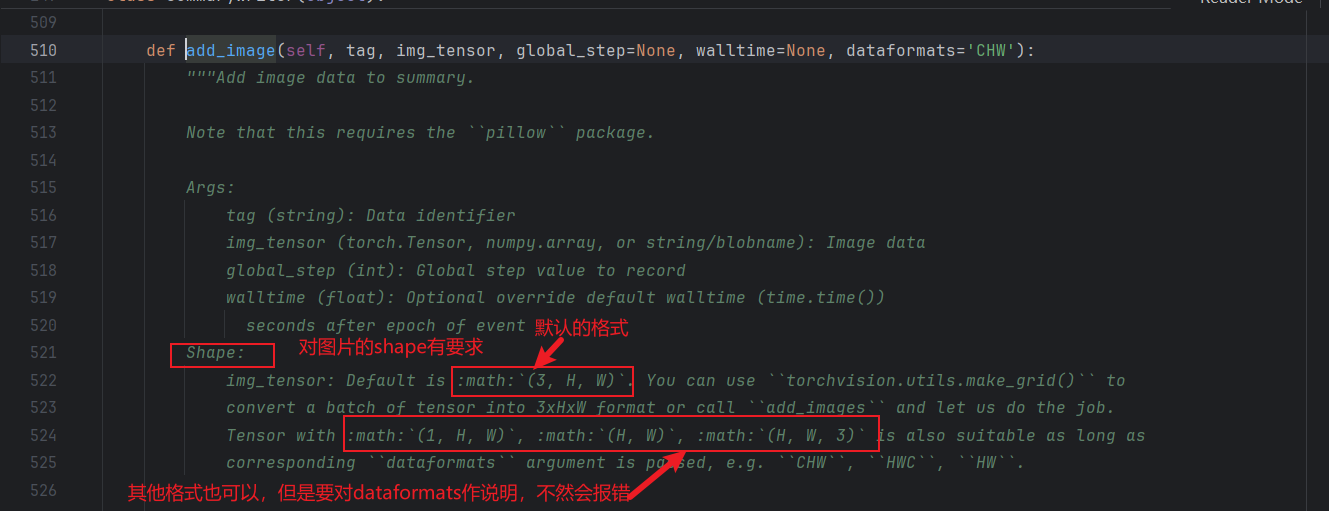 Reader Mode
509
510 def add_image(self, tag, img_tensor, global_step=None, walltime=None, dataformats='CHW'):
511 """Add image data to summary.
512
513 Note that this requires the ``pillow`` package.
514
515 Args:
516 tag (string): Data identifier
517 img_tensor (torch.Tensor, numpy.array, or string/blobname): Image data
518 global_step (int): Global step value to record
519 walltime (float): Optional override default walltime (time.time())
520 seconds after epoch of event
默认的格式
521 Shape:
对图片的shape有要求
522 img_tensor: Default is :math:`(3, H, W)`. You can use ``torchvision.utils.make_grid()`` to
523 convert a batch of tensor into 3xHxW format or call ``add_images`` and let us do the job.
524 Tensor with :math:`(1, H, W)`, :math:`(H, W)`, :math:`(H, W, 3)` is also suitable as long as
525 corresponding ``dataformats`` argument is passed, e.g. ``CHW``, ``HWC``, ``HW``.
526
其他格式也可以，但是要对dataformats作说明，不然会报错